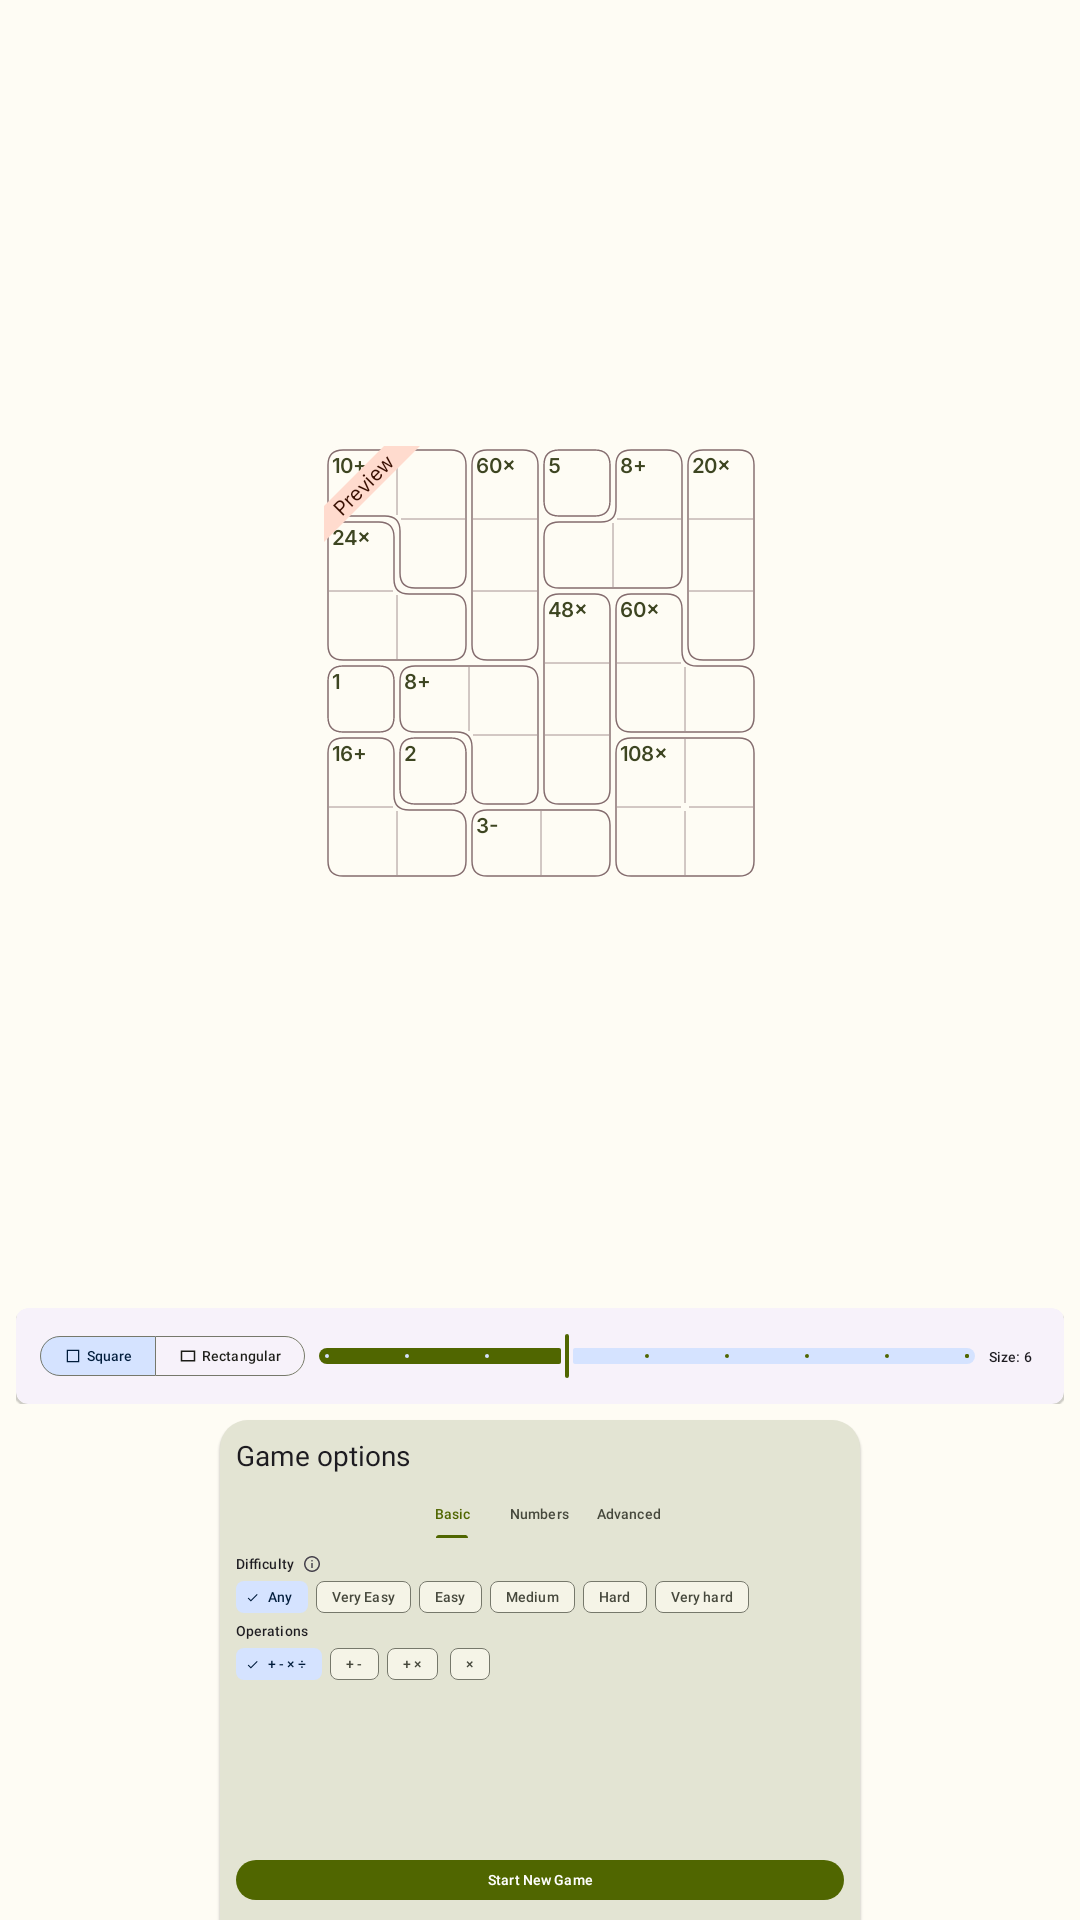 10+ 60× 5 8+ 20×
Preview
24×
48× 60×
1 8+
16+ 2 108×
3-
Square Rectangular Size: 6
Game options
Basic Numbers Advanced
Difficulty
Any Very Easy Easy Medium Hard Very hard
Operations
+ - × ÷ + - + × ×
Start New Game